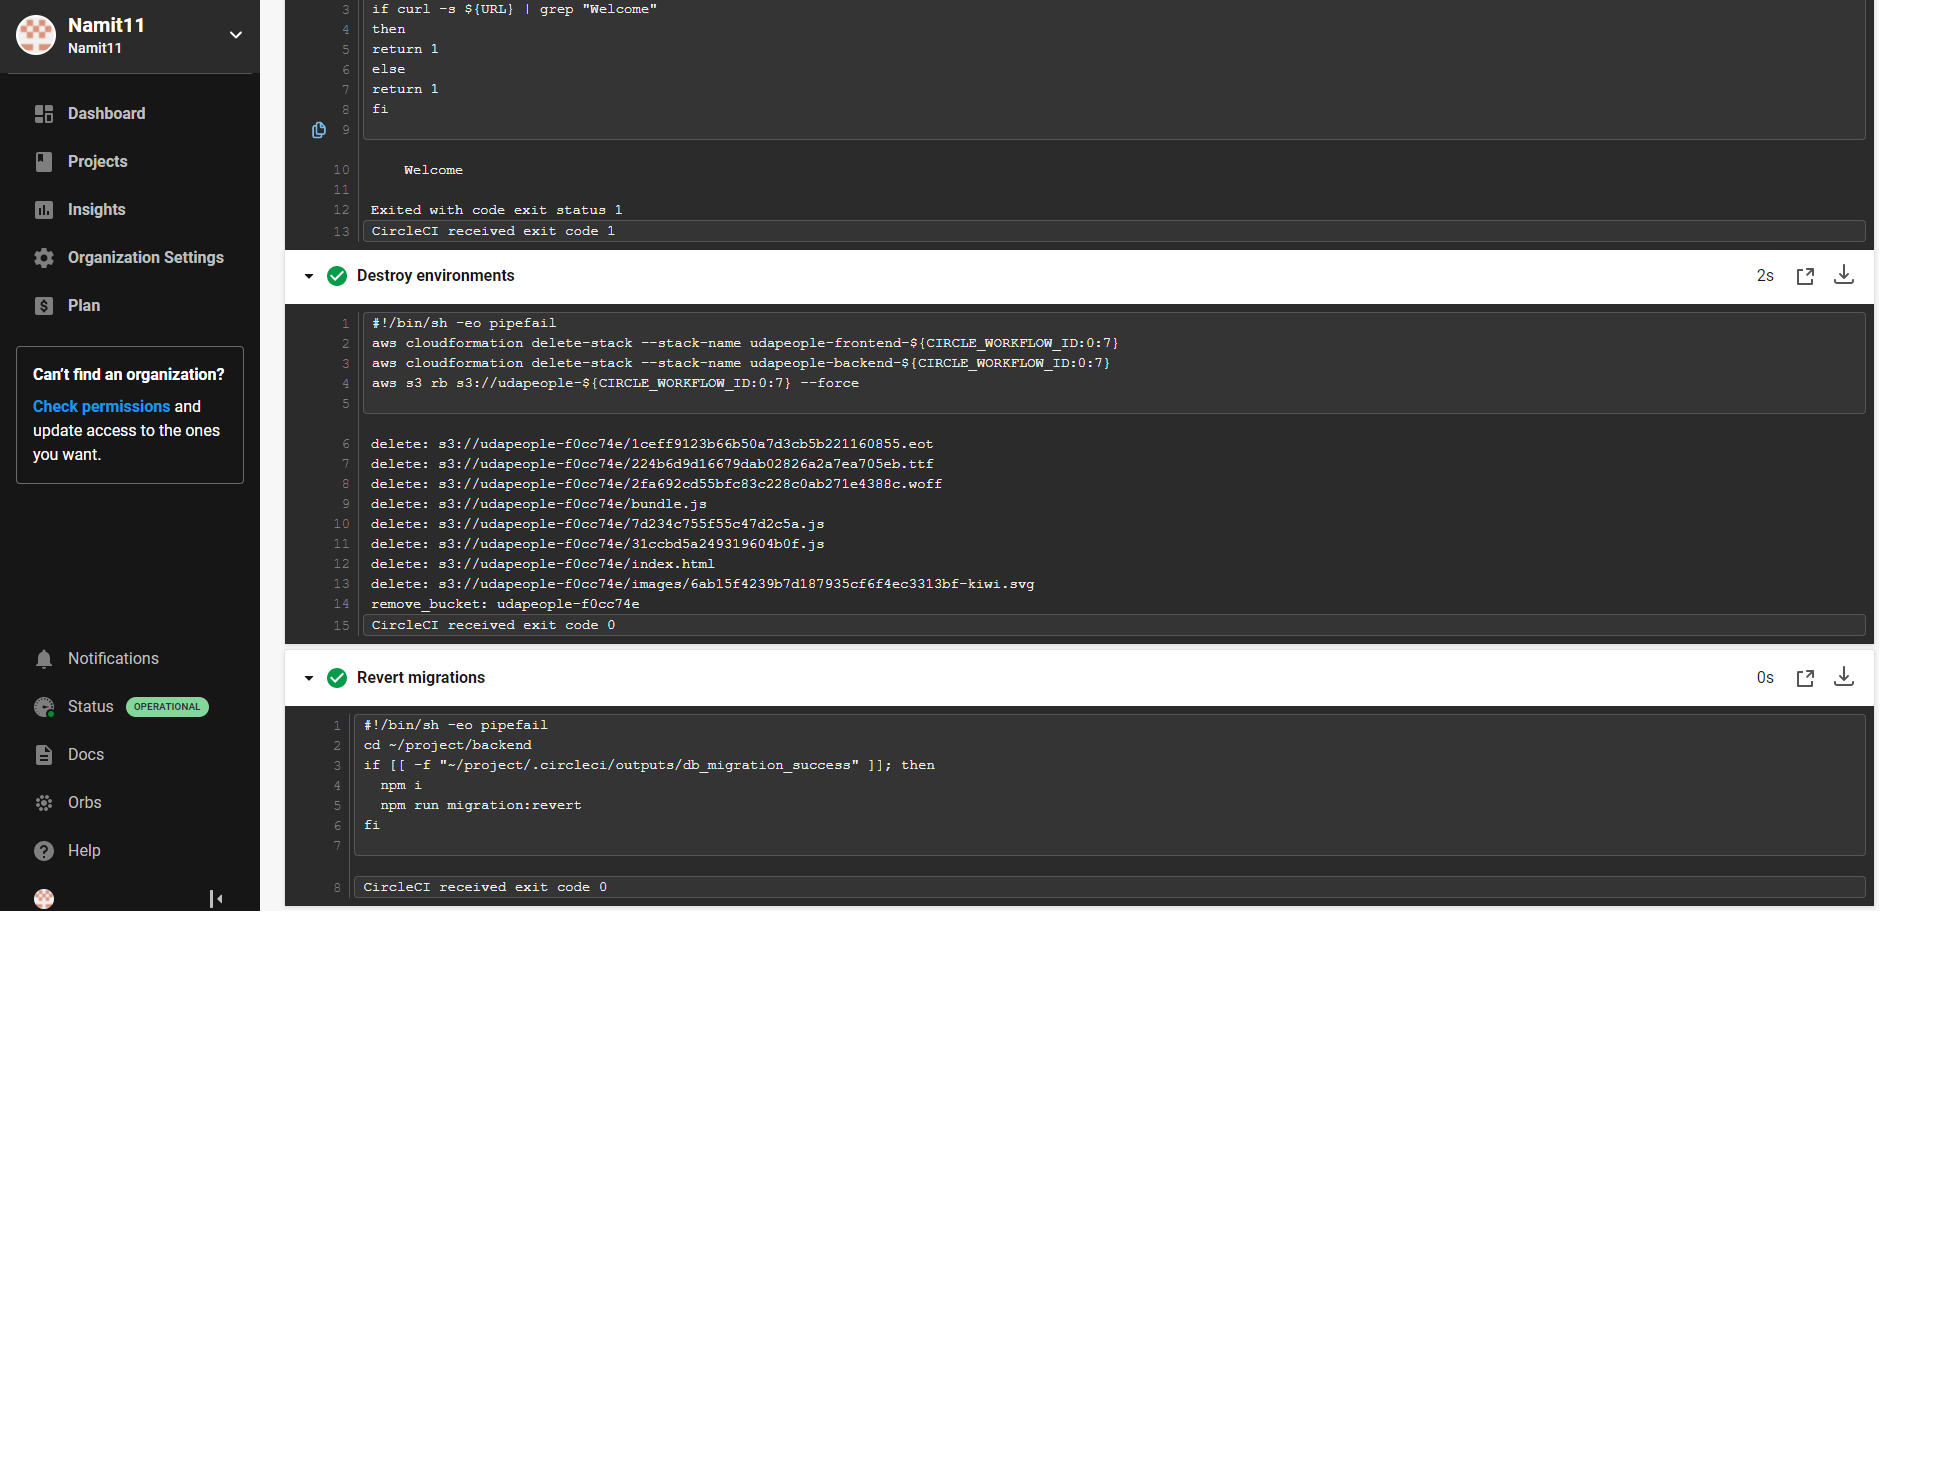 Namit11
Namit11
Dashboard
Projects
Insights
Organization Settings
Plan
Can't find an organization?
Check permissions and
update access to the ones
you want.
Notifications
Status OPERATIONAL
Docs
Orbs
Help
3 if curl -s ${URL} | grep "Welcome"
4 then
5 return 1
6 else
7 return 1
8 fi
9
10 Welcome
11
12 Exited with code exit status 1
13 CircleCI received exit code 1
Destroy environments 2s
1 #!/bin/sh -eo pipefail
2 aws cloudformation delete-stack --stack-name udapeople-frontend-${CIRCLE_WORKFLOW_ID:0:7}
3 aws cloudformation delete-stack --stack-name udapeople-backend-${CIRCLE_WORKFLOW_ID:0:7}
4 aws s3 rb s3://udapeople-${CIRCLE_WORKFLOW_ID:0:7} --force
5
6 delete: s3://udapeople-f0cc74e/1ceff9123b66b50a7d3cb5b221160855.eot
7 delete: s3://udapeople-f0cc74e/224b6d9d16679dab02826a2a7ea705eb.ttf
8 delete: s3://udapeople-f0cc74e/2fa692cd55bfc83c228c0ab271e4388c.woff
9 delete: s3://udapeople-f0cc74e/bundle.js
10 delete: s3://udapeople-f0cc74e/7d234c755f55c47d2c5a.js
11 delete: s3://udapeople-f0cc74e/31ccbd5a249319604b0f.js
12 delete: s3://udapeople-f0cc74e/index.html
13 delete: s3://udapeople-f0cc74e/images/6ab15f4239b7d187935cf6f4ec3313bf-kiwi.svg
14 remove_bucket: udapeople-f0cc74e
15 CircleCI received exit code 0
Revert migrations 0s
1 #!/bin/sh -eo pipefail
2 cd ~/project/backend
3 if [[ -f "~/project/.circleci/outputs/db_migration_success" ]]; then
4 npm i
5 npm run migration:revert
6 fi
7
8 CircleCI received exit code 0